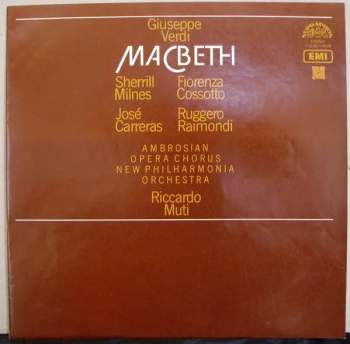 Giuseppe
Verdi
MACBETH
Sherrill Fiorenza
Milnes Cossotto
José Ruggero
Carreras Raimondi
AMBROSIAN
OPERA CHORUS
NEW PHILHARMONIA
ORCHESTRA
Riccardo
Muti
SUPRAPHON
EMI